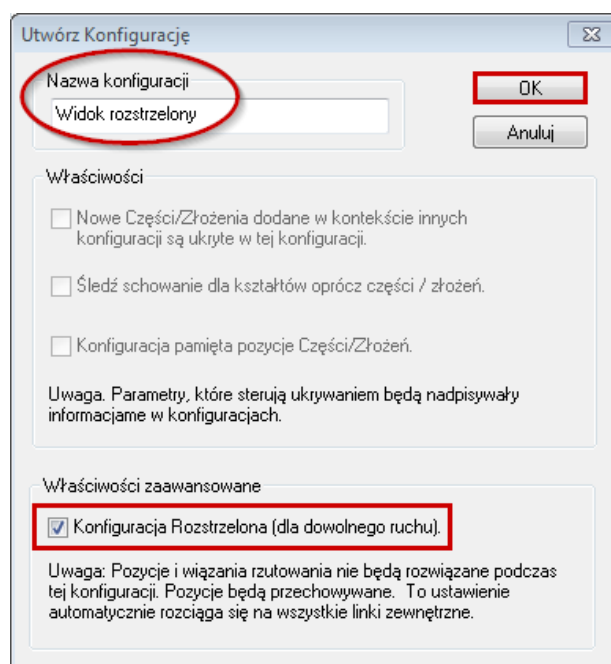 Utwórz Konfigurację
Nazwa konfiguracji
OK
Widok rozstrzelony
Anuluj
Właściwości
Nowe Części/Złożenia dodane w kontekście innych
konfiguracji są ukryte w tej konfiguracji.
Śledź schowanie dla kształtów oprócz części / złożeń.
Konfiguracja pamięta pozycje Części/Złożeń.
Uwaga. Parametry, które sterują ukrywaniem będą nadpisywały
informacjame w konfiguracjach.
Właściwości zaawansowane
Konfiguracja Rozstrzelona (dla dowolnego ruchu).
Uwaga: Pozycje i wiązania rzutowania nie będą rozwiązane podczas
tej konfiguracji. Pozycje będą przechowywane. To ustawienie
automatycznie rozciąga się na wszystkie linki zewnętrzne.